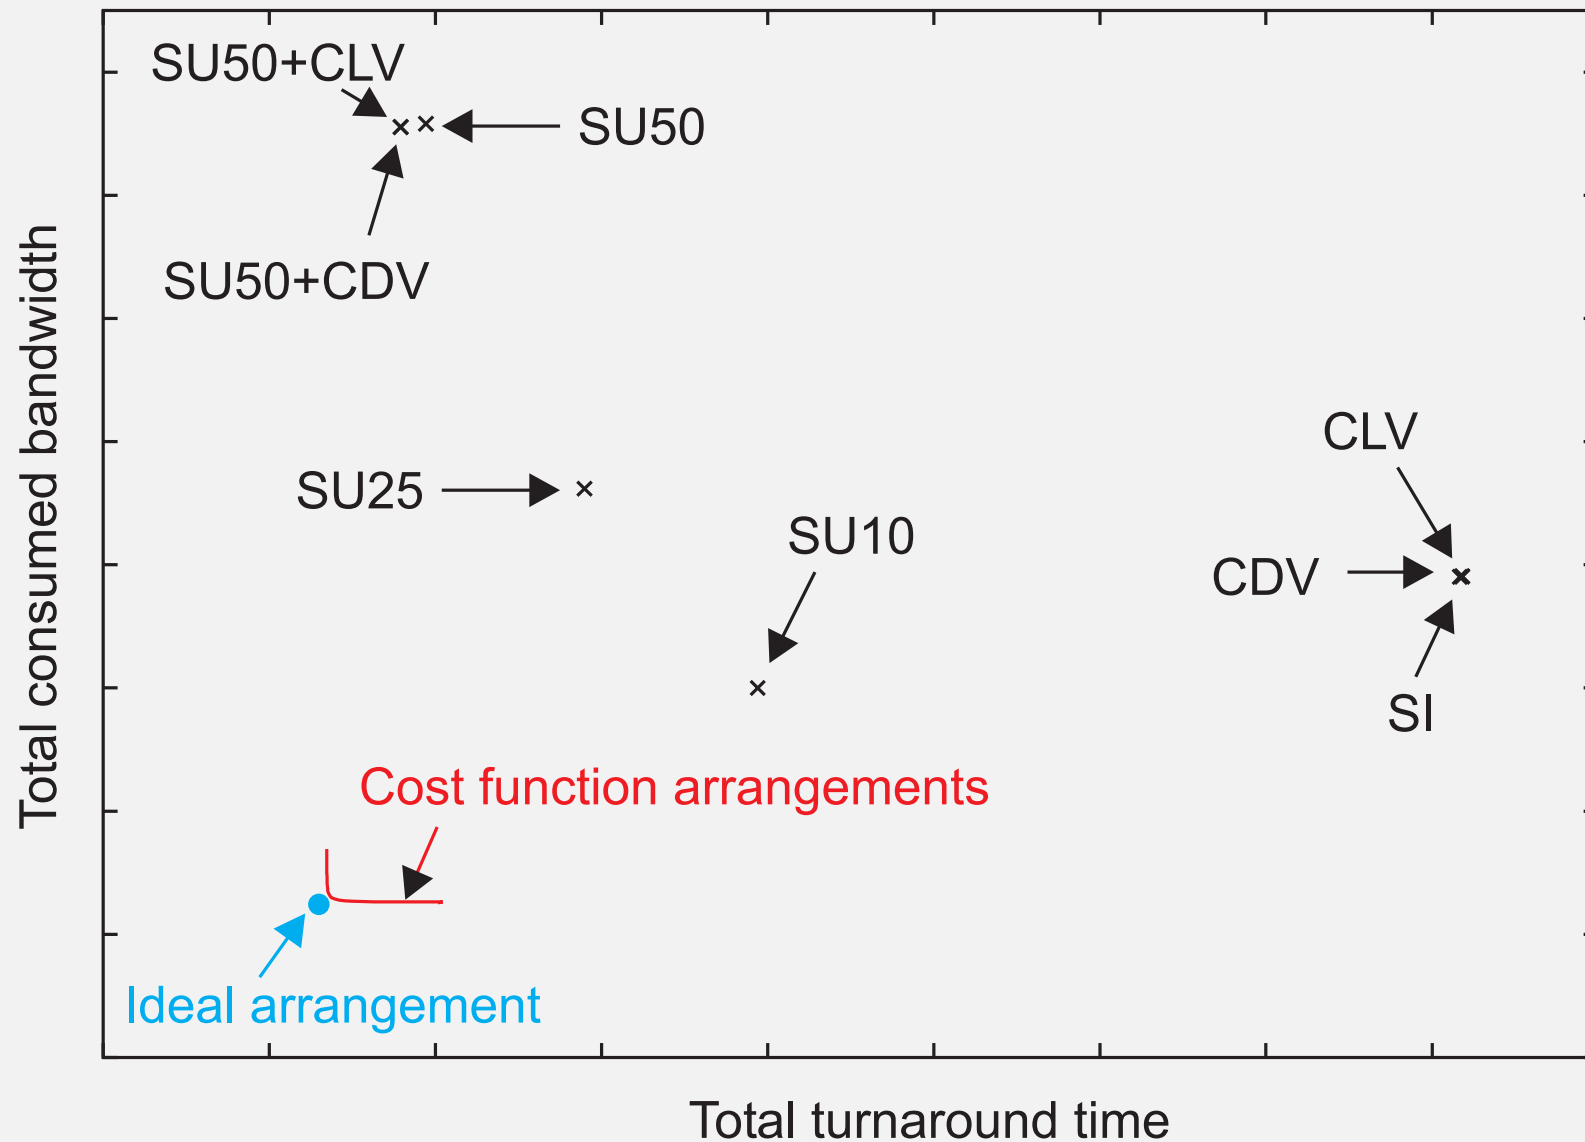 SU50+CLV
SU50
SU50+CDV
Total consumed bandwidth
CLV
SU25
SU10
CDV
SI
Cost function arrangements
Ideal arrangement
Total turnaround time